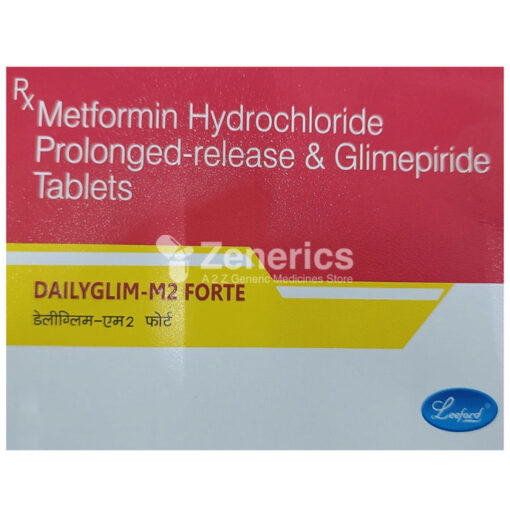 Rx Metformin Hydrochloride
Prolonged-release & Glimepiride
Tablets
Zenerics
A 2 Z Generic Medicines Store
DAILYGLIM-M2 FORTE
डेलीग्लिम-एम2 फोर्ट
Leeford